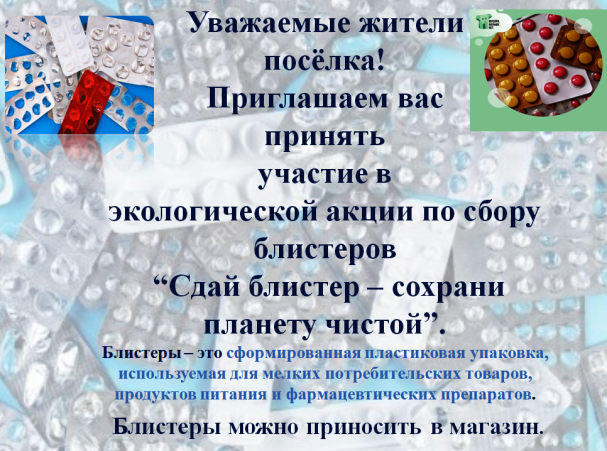 Уважаемые жители
посёлка!
Приглашаем вас
принять
участие в
экологической акции по сбору
блистеров
“Сдай блистер – сохрани
планету чистой”.
Блистеры – это сформированная пластиковая упаковка,
используемая для мелких потребительских товаров,
продуктов питания и фармацевтических препаратов.
Блистеры можно приносить в магазин.